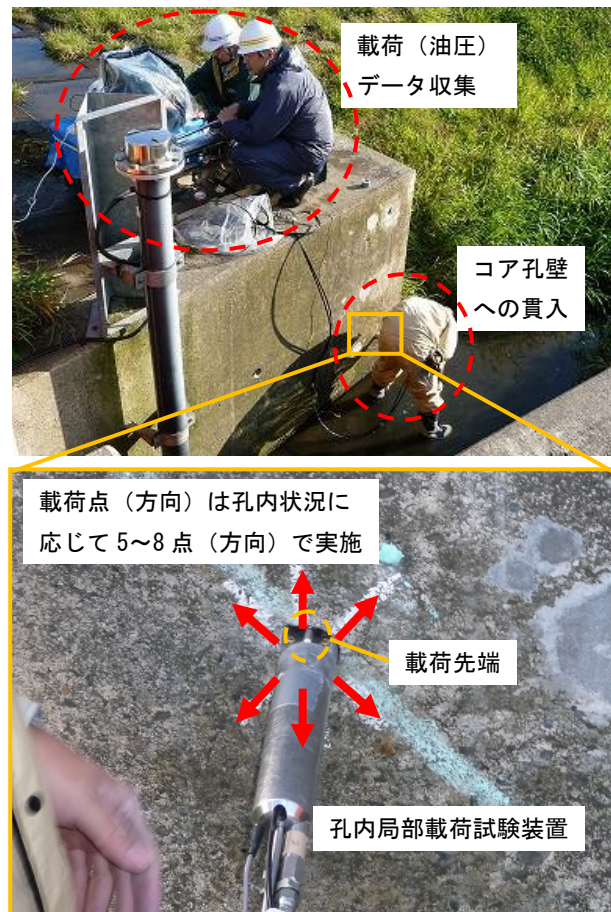 載荷（油圧）
データ収集
コア孔壁
への貫入
載荷点（方向）は孔内状況に
応じて 5～8 点（方向）で実施
載荷先端
孔内局部載荷試験装置